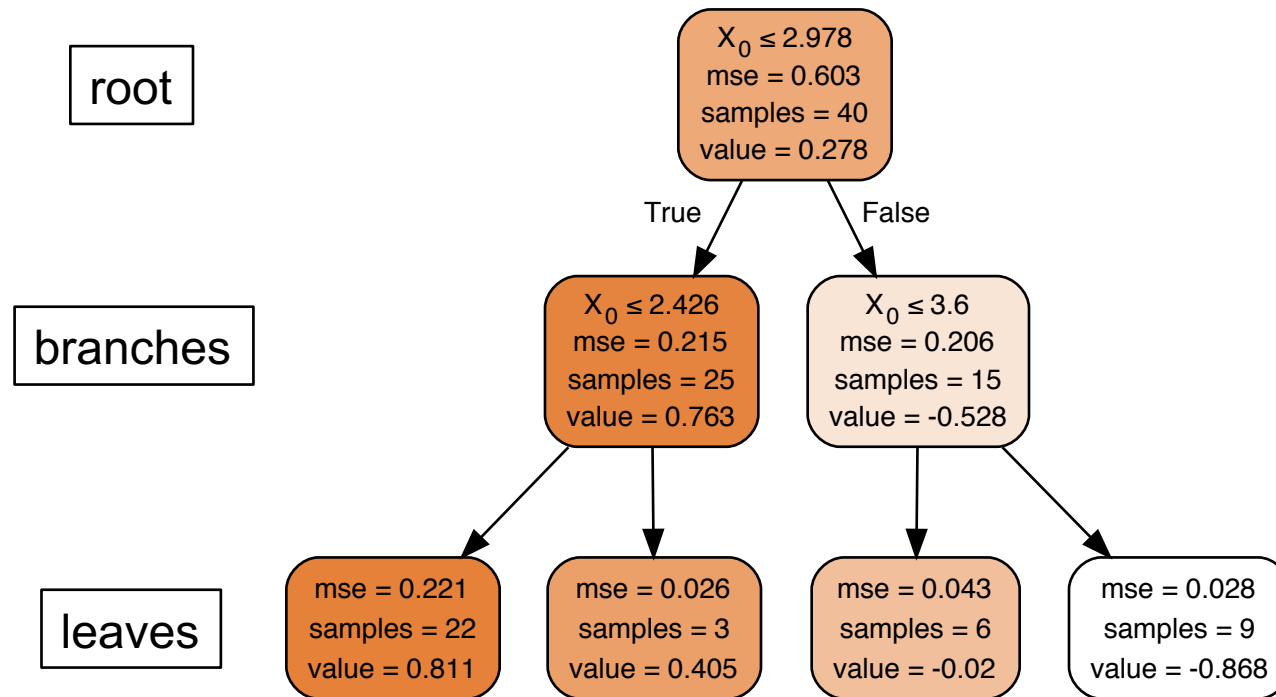 root
X_0 ≤ 2.978
mse = 0.603
samples = 40
value = 0.278
True
False
branches
X_0 ≤ 2.426
mse = 0.215
samples = 25
value = 0.763
X_0 ≤ 3.6
mse = 0.206
samples = 15
value = -0.528
leaves
mse = 0.221
samples = 22
value = 0.811
mse = 0.026
samples = 3
value = 0.405
mse = 0.043
samples = 6
value = -0.02
mse = 0.028
samples = 9
value = -0.868